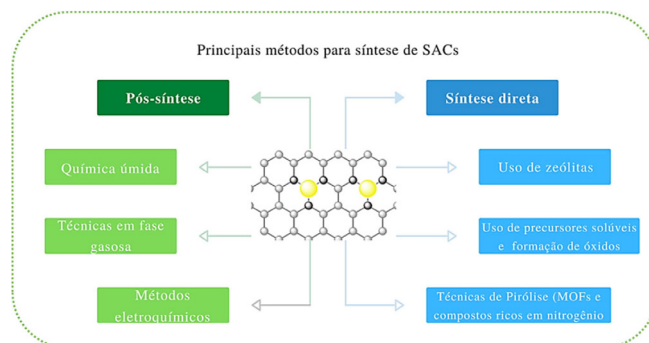 Principais métodos para síntese de SACs
Pós-síntese
Síntese direta
Química úmida
Uso de zeólitas
Técnicas em fase
gasosa
Uso de precursores solúveis
e formação de óxidos
Métodos
eletroquímicos
Técnicas de Pirólise (MOFs e
compostos ricos em nitrogênio